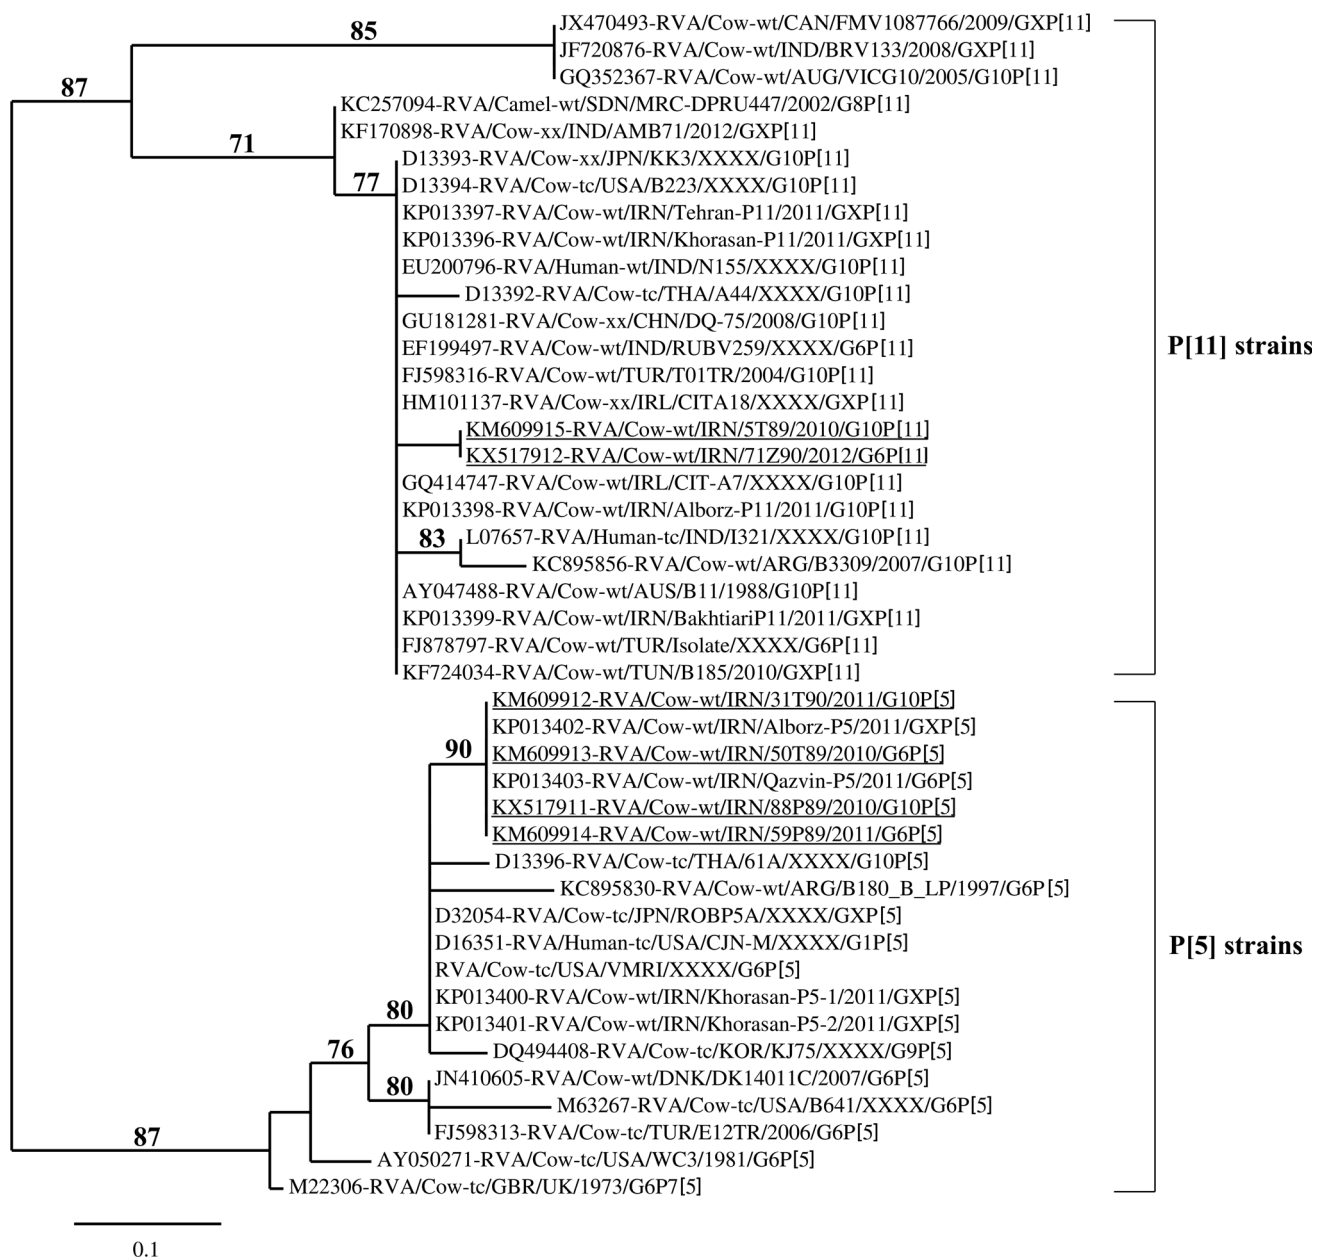 85
JX470493-RVA/Cow-wt/CAN/FMV1087766/2009/GXP[11]
JF720876-RVA/Cow-wt/IND/BRV133/2008/GXP[11]
GQ352367-RVA/Cow-wt/AUG/VICG10/2005/G10P[11]
87
KC257094-RVA/Camel-wt/SDN/MRC-DPRU447/2002/G8P[11]
KF170898-RVA/Cow-xx/IND/AMB71/2012/GXP[11]
71
D13393-RVA/Cow-xx/JPN/KK3/XXXX/G10P[11]
77
D13394-RVA/Cow-tc/USA/B223/XXXX/G10P[11]
KP013397-RVA/Cow-wt/IRN/Tehran-P11/2011/GXP[11]
KP013396-RVA/Cow-wt/IRN/Khorasan-P11/2011/GXP[11]
EU200796-RVA/Human-wt/IND/N155/XXXX/G10P[11]
D13392-RVA/Cow-tc/THA/A44/XXXX/G10P[11]
GU181281-RVA/Cow-xx/CHN/DQ-75/2008/G10P[11]
EF199497-RVA/Cow-wt/IND/RUBV259/XXXX/G6P[11]
P[11] strains
FJ598316-RVA/Cow-wt/TUR/T01TR/2004/G10P[11]
HM101137-RVA/Cow-xx/IRL/CITA18/XXXX/GXP[11]
KM609915-RVA/Cow-wt/IRN/5T89/2010/G10P[11]
KX517912-RVA/Cow-wt/IRN/71Z90/2012/G6P[11]
GQ414747-RVA/Cow-wt/IRL/CIT-A7/XXXX/G10P[11]
KP013398-RVA/Cow-wt/IRN/Alborz-P11/2011/G10P[11]
83
L07657-RVA/Human-tc/IND/I321/XXXX/G10P[11]
KC895856-RVA/Cow-wt/ARG/B3309/2007/G10P[11]
AY047488-RVA/Cow-wt/AUS/B11/1988/G10P[11]
KP013399-RVA/Cow-wt/IRN/BakhtiariP11/2011/GXP[11]
FJ878797-RVA/Cow-wt/TUR/Isolate/XXXX/G6P[11]
KF724034-RVA/Cow-wt/TUN/B185/2010/GXP[11]
KM609912-RVA/Cow-wt/IRN/31T90/2011/G10P[5]
KP013402-RVA/Cow-wt/IRN/Alborz-P5/2011/GXP[5]
90
KM609913-RVA/Cow-wt/IRN/50T89/2010/G6P[5]
KP013403-RVA/Cow-wt/IRN/Qazvin-P5/2011/G6P[5]
KX517911-RVA/Cow-wt/IRN/88P89/2010/G10P[5]
KM609914-RVA/Cow-wt/IRN/59P89/2011/G6P[5]
D13396-RVA/Cow-tc/THA/61A/XXXX/G10P[5]
KC895830-RVA/Cow-wt/ARG/B180_B_LP/1997/G6P[5]
D32054-RVA/Cow-tc/JPN/ROBP5A/XXXX/GXP[5]
D16351-RVA/Human-tc/USA/CJN-M/XXXX/G1P[5]
P[5] strains
RVA/Cow-tc/USA/VMRI/XXXX/G6P[5]
KP013400-RVA/Cow-wt/IRN/Khorasan-P5-1/2011/GXP[5]
80
KP013401-RVA/Cow-wt/IRN/Khorasan-P5-2/2011/GXP[5]
76
DQ494408-RVA/Cow-tc/KOR/KJ75/XXXX/G9P[5]
JN410605-RVA/Cow-wt/DNK/DK14011C/2007/G6P[5]
80
M63267-RVA/Cow-tc/USA/B641/XXXX/G6P[5]
FJ598313-RVA/Cow-tc/TUR/E12TR/2006/G6P[5]
87
AY050271-RVA/Cow-tc/USA/WC3/1981/G6P[5]
M22306-RVA/Cow-tc/GBR/UK/1973/G6P7[5]
0.1